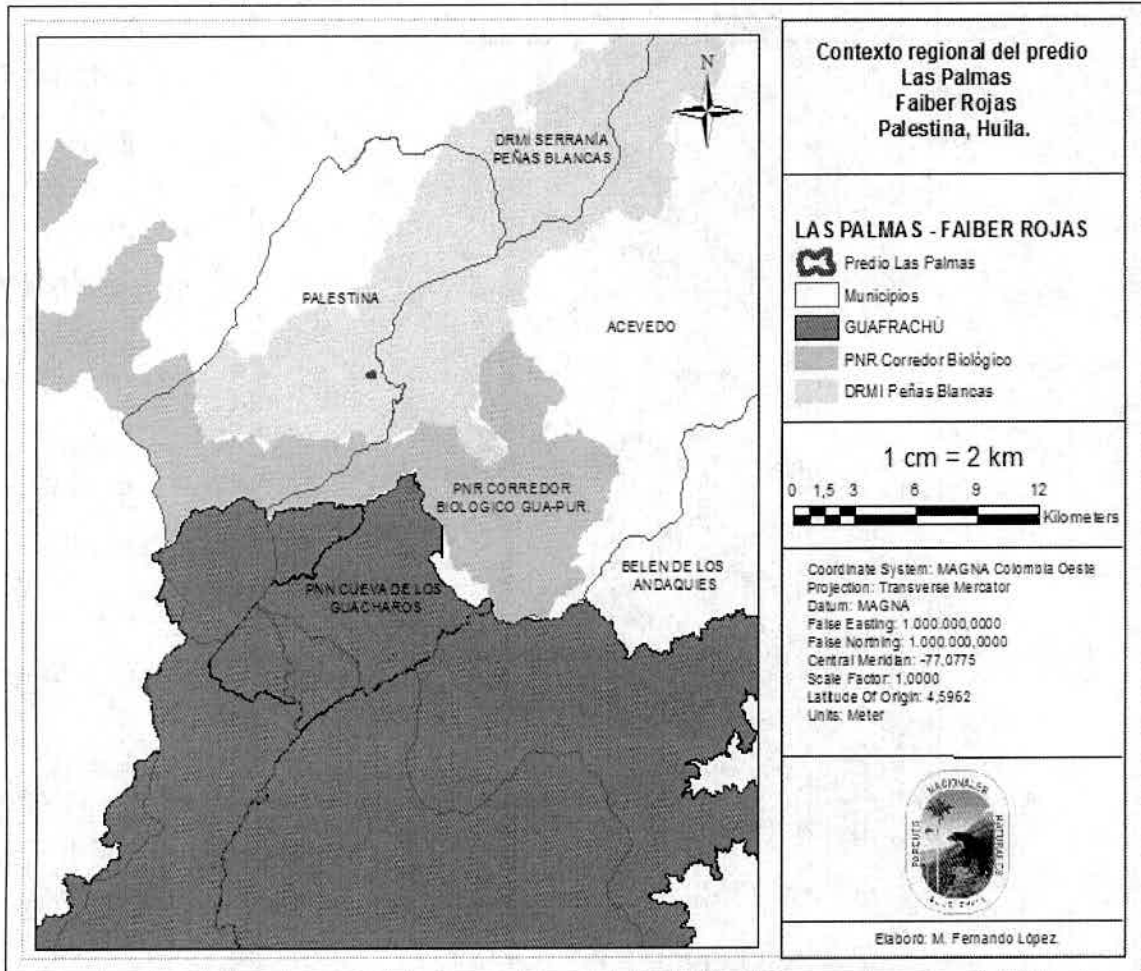 N
DRMI SERRANÍA
PEÑAS BLANCAS
PALESTINA
ACEVEDO
PNR CORREDOR
BIOLOGICO GUA-PUR.
BELEN DE LOS
ANDAQUIES
PNN CUEVA DE LOS
GUACHAROS
Contexto regional del predio
Las Palmas
Faiber Rojas
Palestina, Huila.
LAS PALMAS - FAIBER ROJAS
Predio Las Palmas
Municipios
GUAFRACHÚ
PNR Corredor Biológico
DRMI Peñas Blancas
1 cm = 2 km
0 1,5 3 6 9 12
Kilometers
Coordinate System: MAGNA Colombia Oeste
Projection: Transverse Mercator
Datum: MAGNA
False Easting: 1.000.000,0000
False Northing: 1.000.000,0000
Central Meridian: -77,0775
Scale Factor: 1,0000
Latitude Of Origin: 4,5962
Units: Meter
PARQUES NACIONALES NATURALES
Elaboró: M. Fernando López.